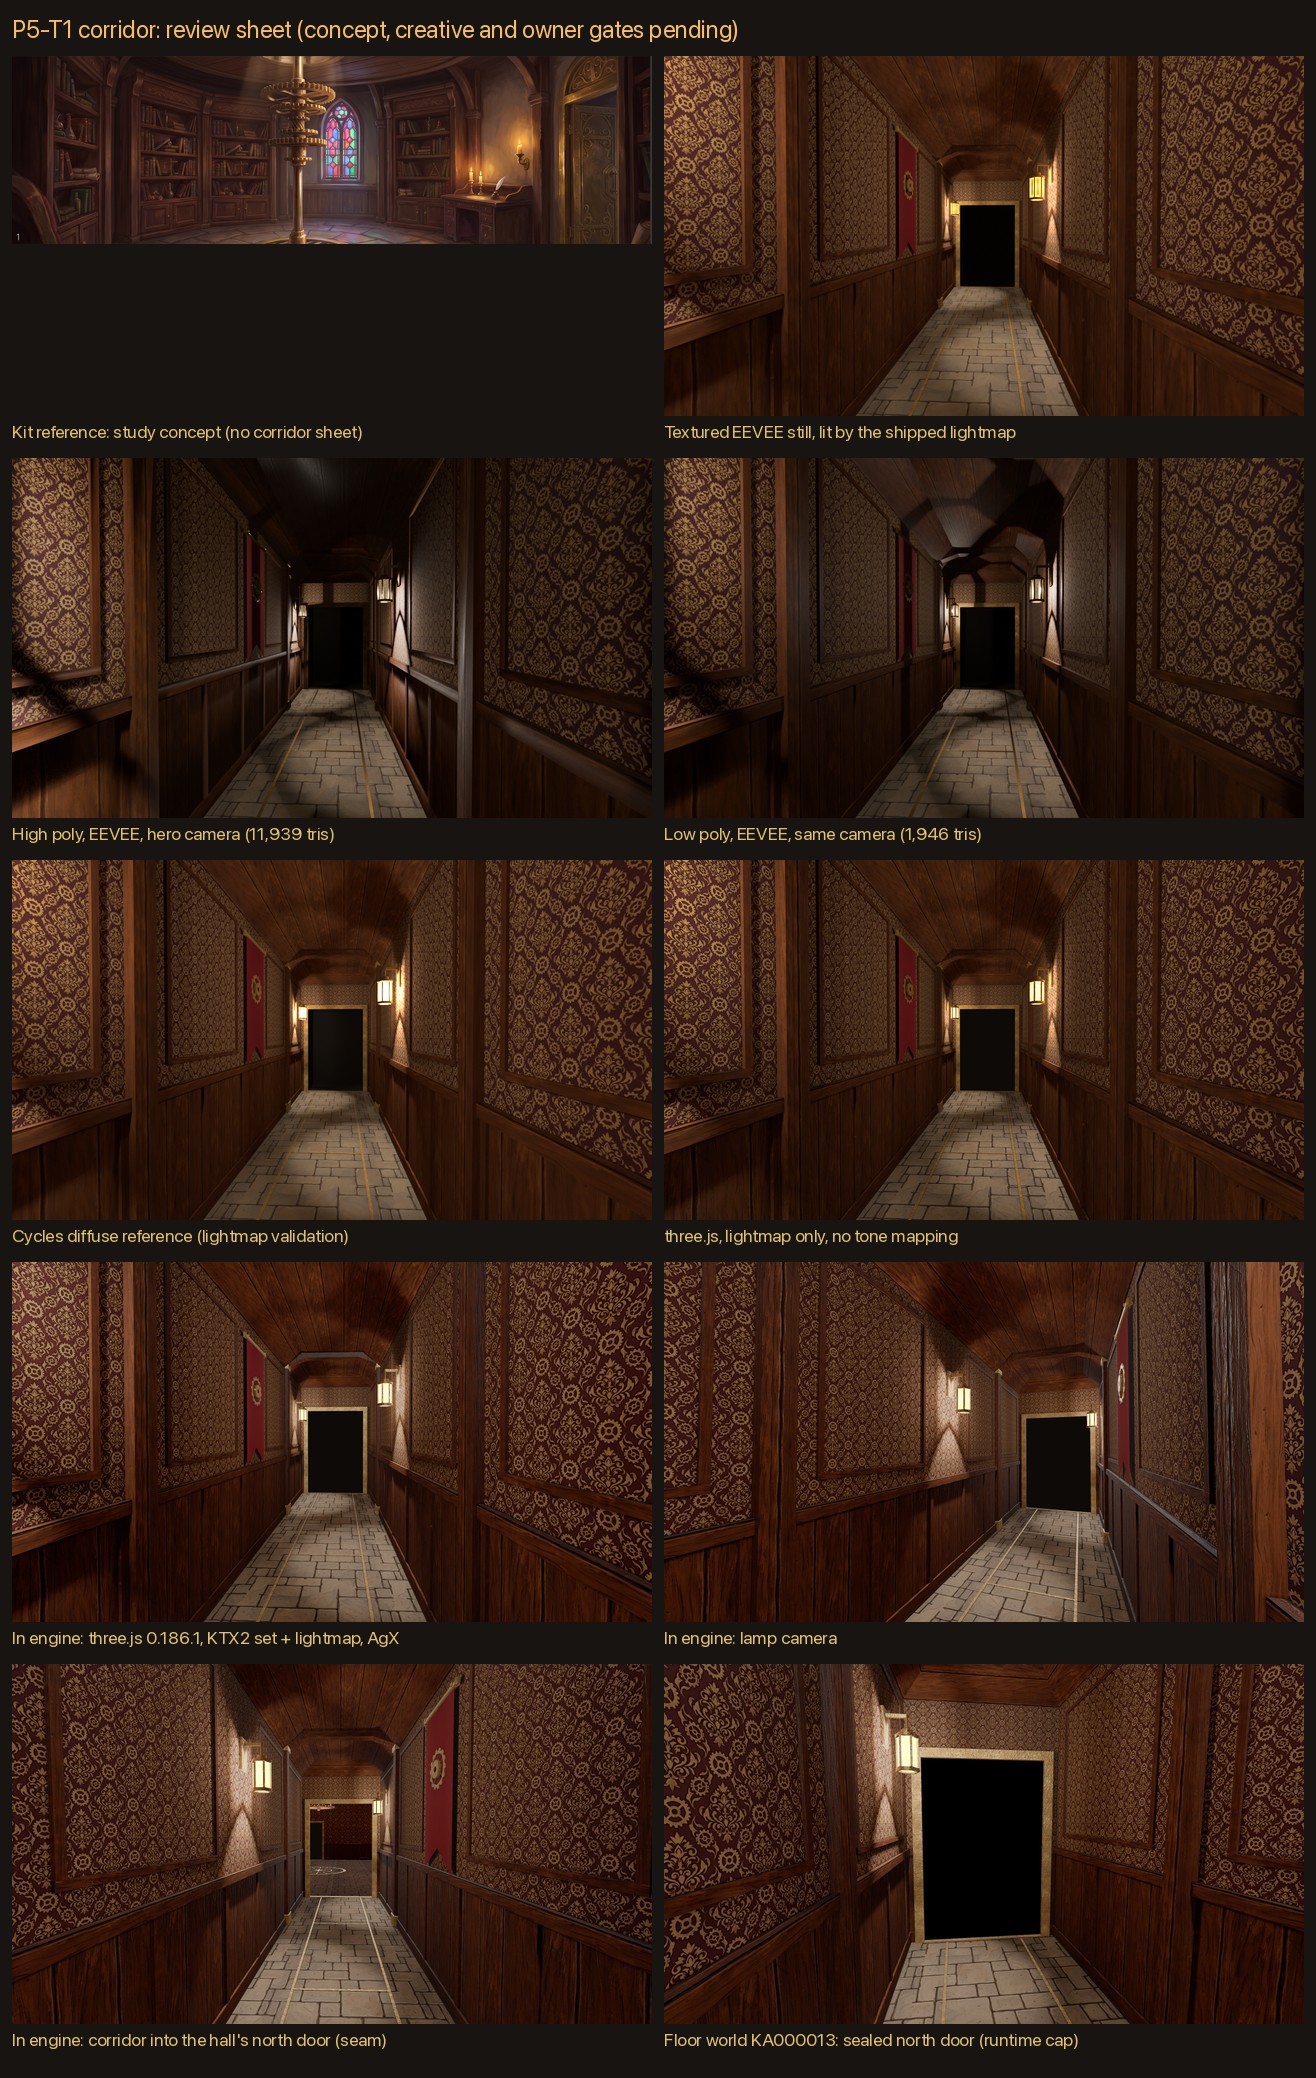 P5-T1 corridor: review sheet (concept, creative and owner gates pending)
1
Kit reference: study concept (no corridor sheet)
Textured EEVEE still, lit by the shipped lightmap
High poly, EEVEE, hero camera (11,939 tris)
Low poly, EEVEE, same camera (1,946 tris)
Cycles diffuse reference (lightmap validation)
three.js, lightmap only, no tone mapping
In engine: three.js 0.186.1, KTX2 set + lightmap, AgX
In engine: lamp camera
In engine: corridor into the hall's north door (seam)
Floor world KA000013: sealed north door (runtime cap)